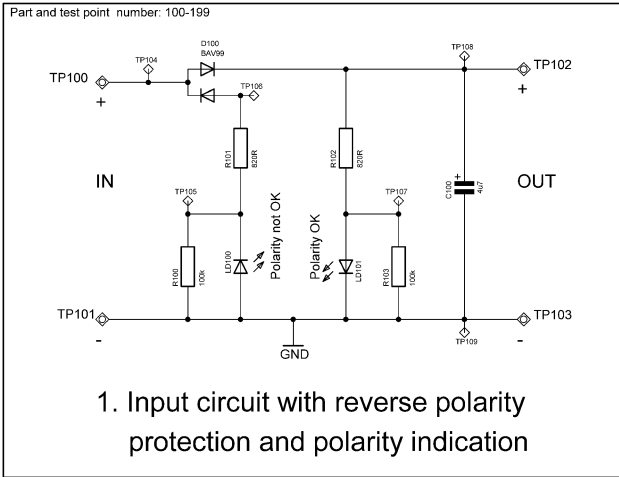 Part and test point number: 100-199
D100
BAV99
TP104
TP100
+
TP106
TP108
TP102
+
R101
820R
R102
820R
IN
C100
+
4u7
OUT
TP105
TP107
Polarity not OK
Polarity OK
R100
100k
LD100
LD101
R103
100k
TP101
-
GND
TP103
-
TP109
1. Input circuit with reverse polarity
protection and polarity indication